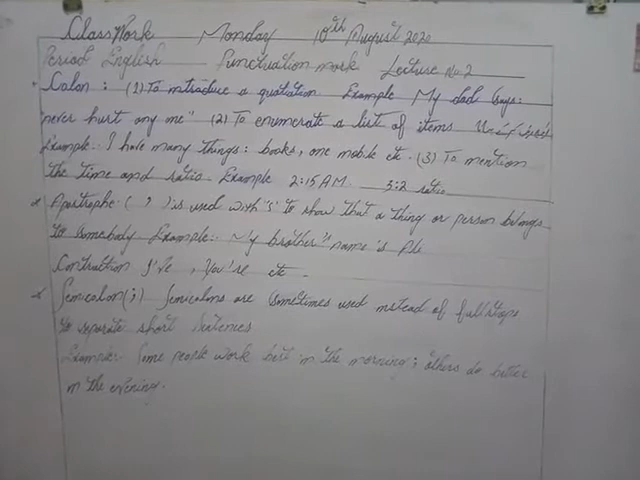 ClassWork Monday 10th August 2020
Period English Punctuation mark Lecture No 2
* Colon : (1) To introduce a quotation Example My dad says:
never hurt any one" (2) To enumerate a list of items
Example:. I have many things: books, one mobile etc. (3) To mention
the time and ratio. Example 2:15 AM. 3:2 ratio
* Apostrophe. ( , ) is used with 's' to show that a thing or person belongs
to somebody Example:. My brother's name is Ali
Contraction I've , You're etc.
* Semicolon (;) Semicolons are sometimes used instead of full stops
to separate short Sentences
Example:. Some people work best in the morning; others do better
in the evening.